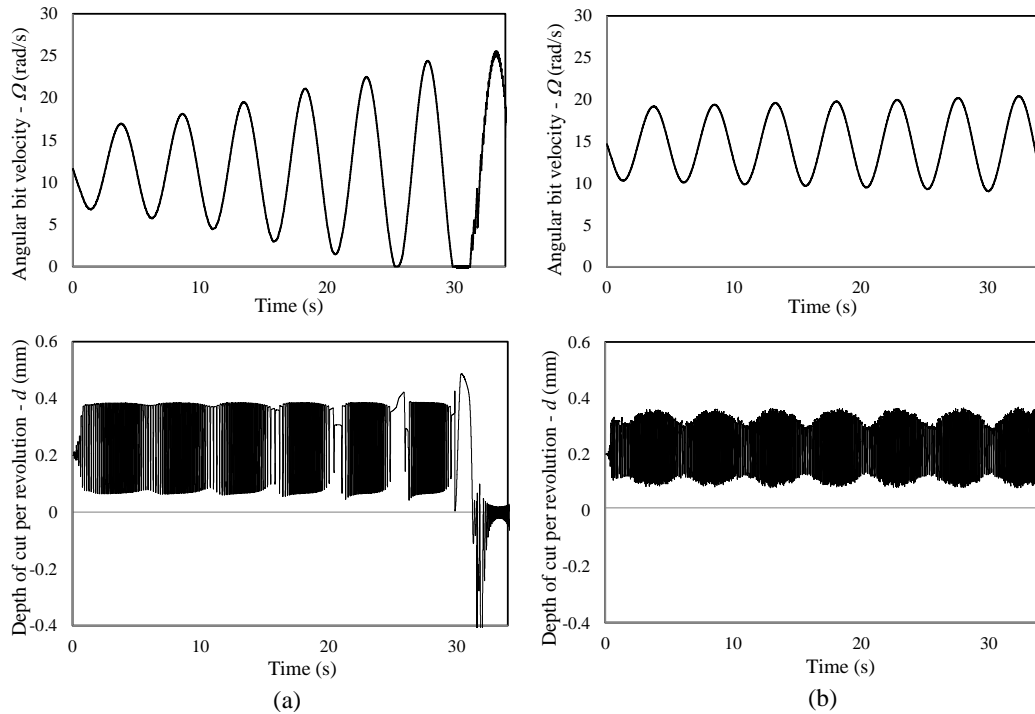 Angular bit velocity - Ω (rad/s)
30
25
20
15
10
5
0
0 10 20 30
Time (s)
Angular bit velocity - Ω (rad/s)
30
25
20
15
10
5
0
0 10 20 30
Time (s)
Depth of cut per revolution - d (mm)
0.6
0.4
0.2
0
-0.2
-0.4
0 10 20 30
Time (s)
(a)
Depth of cut per revolution - d (mm)
0.6
0.4
0.2
0
-0.2
-0.4
0 10 20 30
Time (s)
(b)